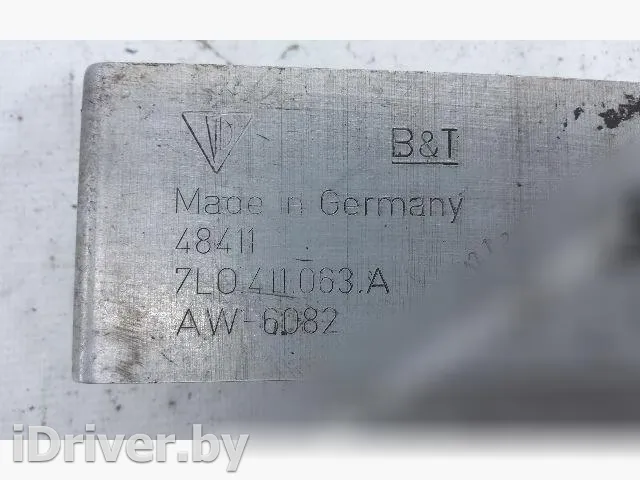 B&T
Made in Germany
48411
7L0.411.063.A
AW-6082
iDriver.by